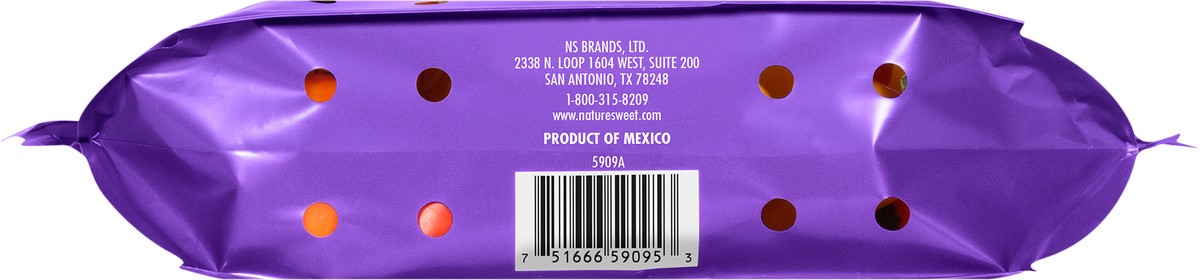 NS BRANDS, LTD.
2338 N. LOOP 1604 WEST, SUITE 200
SAN ANTONIO, TX 78248
1-800-315-8209
www.naturesweet.com
PRODUCT OF MEXICO
5909A
7 51666 59095 3